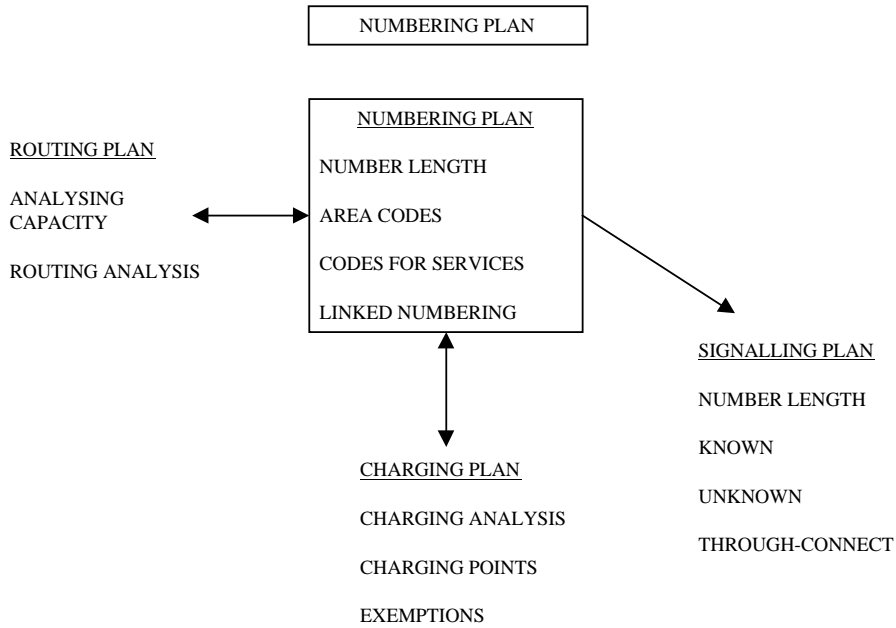 NUMBERING PLAN
NUMBERING PLAN
NUMBER LENGTH
AREA CODES
CODES FOR SERVICES
LINKED NUMBERING
ROUTING PLAN
ANALYSING
CAPACITY
ROUTING ANALYSIS
SIGNALLING PLAN
NUMBER LENGTH
KNOWN
UNKNOWN
THROUGH-CONNECT
CHARGING PLAN
CHARGING ANALYSIS
CHARGING POINTS
EXEMPTIONS